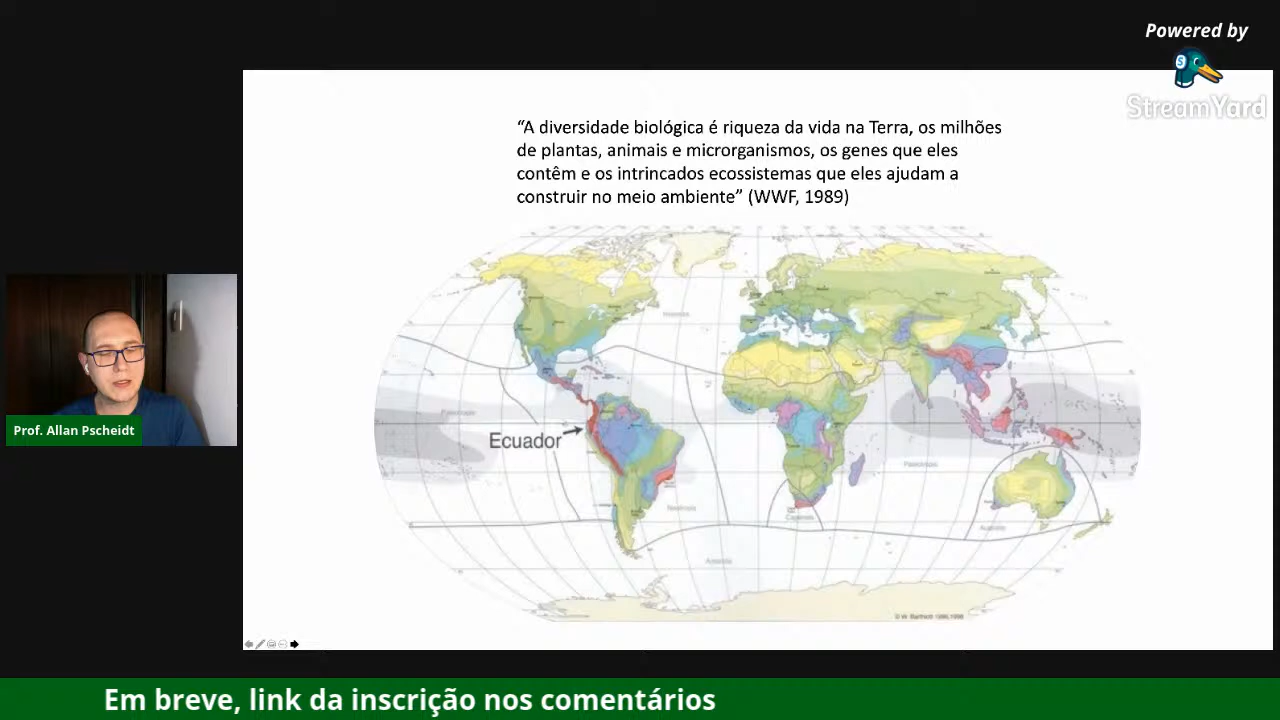 Powered by
StreamYard
“A diversidade biológica é riqueza da vida na Terra, os milhões
de plantas, animais e microrganismos, os genes que eles
contêm e os intrincados ecossistemas que eles ajudam a
construir no meio ambiente” (WWF, 1989)
Ecuador
Prof. Allan Pscheidt
Em breve, link da inscrição nos comentários